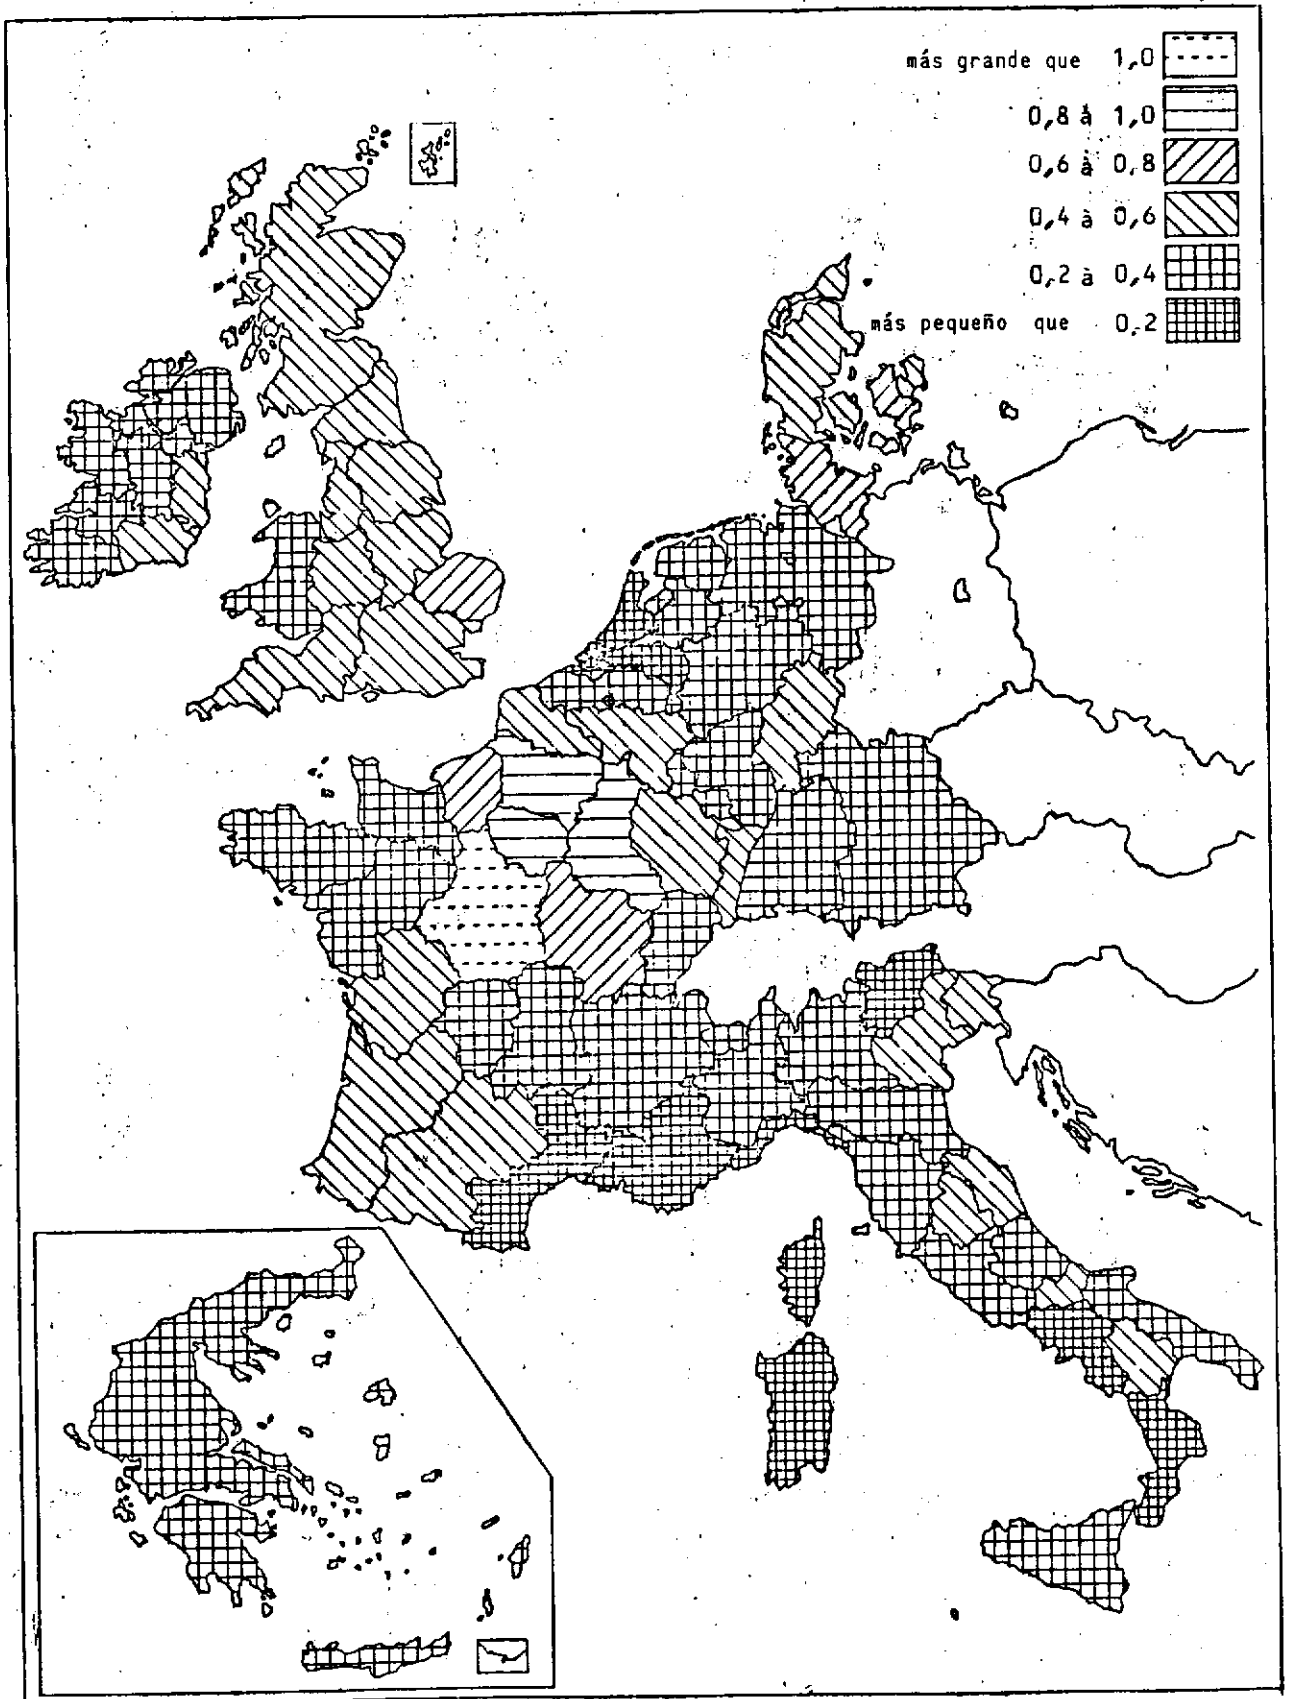 más grande que 1,0
0,8 à 1,0
0,6 à 0,8
0,4 à 0,6
0,2 à 0,4
más pequeño que 0,2